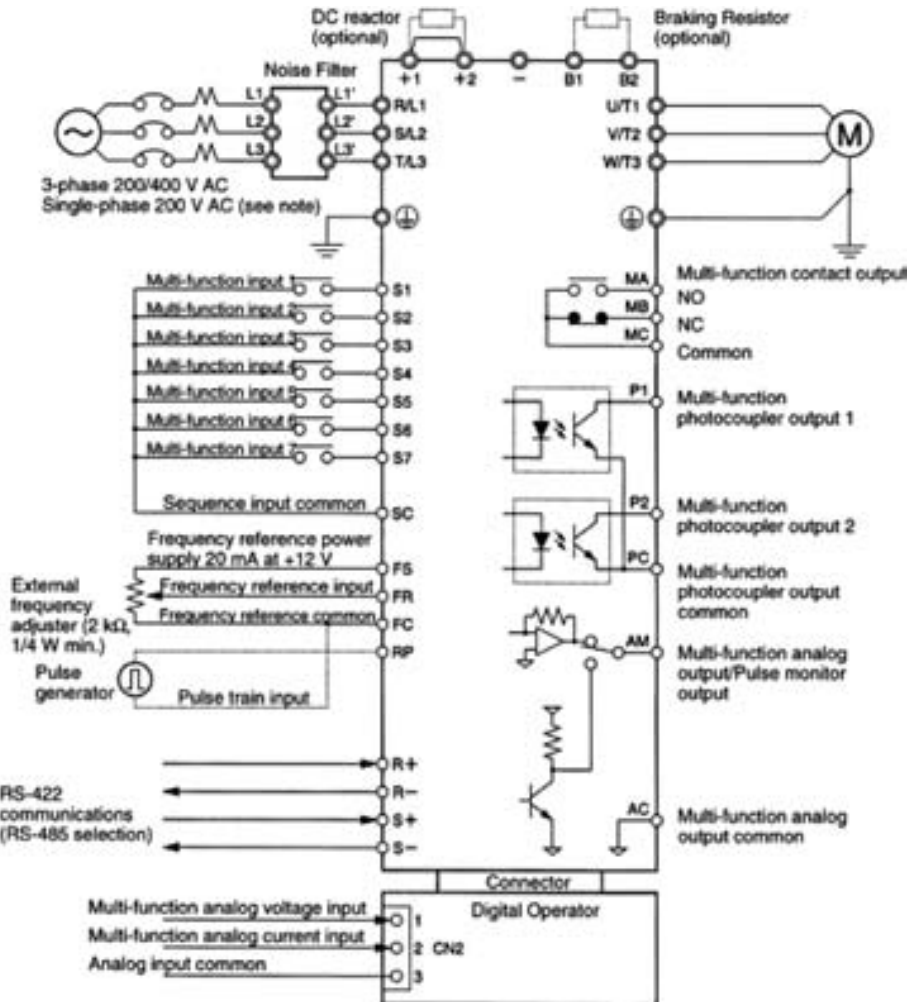 DC reactor
(optional)
Braking Resistor
(optional)
+1
+2
−
B1
B2
Noise Filter
L1
L1'
R/L1
L2
L2'
S/L2
L3
L3'
T/L3
U/T1
V/T2
W/T3
M
3-phase 200/400 V AC
Single-phase 200 V AC (see note)
Multi-function input 1
S1
Multi-function input 2
S2
Multi-function input 3
S3
Multi-function input 4
S4
Multi-function input 5
S5
Multi-function input 6
S6
Multi-function input 7
S7
Sequence input common
SC
Frequency reference power
supply 20 mA at +12 V
FS
Frequency reference input
FR
Frequency reference common
FC
External
frequency
adjuster (2 kΩ,
1/4 W min.)
RP
Pulse
generator
Pulse train input
R+
R−
S+
S−
RS-422
communications
(RS-485 selection)
MA
Multi-function contact output
NO
MB
NC
MC
Common
P1
Multi-function
photocoupler output 1
P2
Multi-function
photocoupler output 2
PC
Multi-function
photocoupler output
common
AM
Multi-function analog
output/Pulse monitor
output
AC
Multi-function analog
output common
Connector
Digital Operator
Multi-function analog voltage input
1
Multi-function analog current input
2 CN2
Analog input common
3